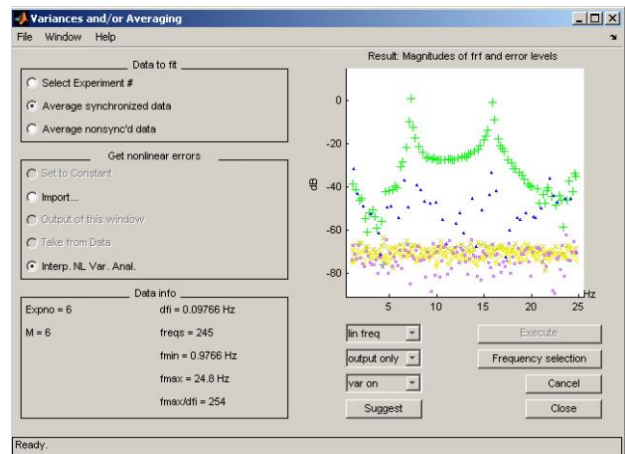 Variances and/or Averaging
File Window Help
Data to fit
Select Experiment #
Average synchronized data
Average nonsync'd data
Get nonlinear errors
Set to Constant
Import...
Output of this window
Take from Data
Interp. NL Var. Anal.
Data info
Expno = 6 dfi = 0.09766 Hz
M = 6 freqs = 245
fmin = 0.9766 Hz
fmax = 24.8 Hz
fmax/dfi = 254
Result: Magnitudes of frf and error levels
0
-20
-40
-60
-80
dB
5 10 15 20 25
Hz
lin freq
output only
var on
Suggest
Execute
Frequency selection
Cancel
Close
Ready.